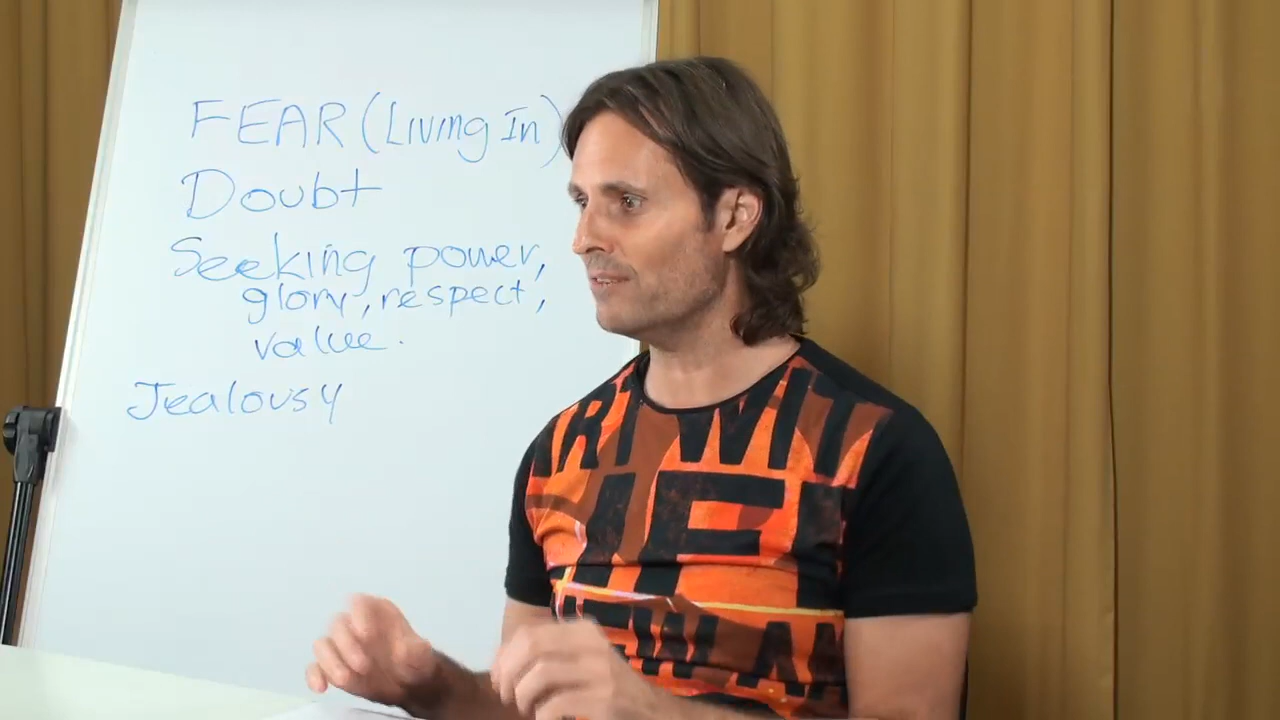 FEAR (Living In)
Doubt
Seeking power,
glory, respect,
value.
Jealousy